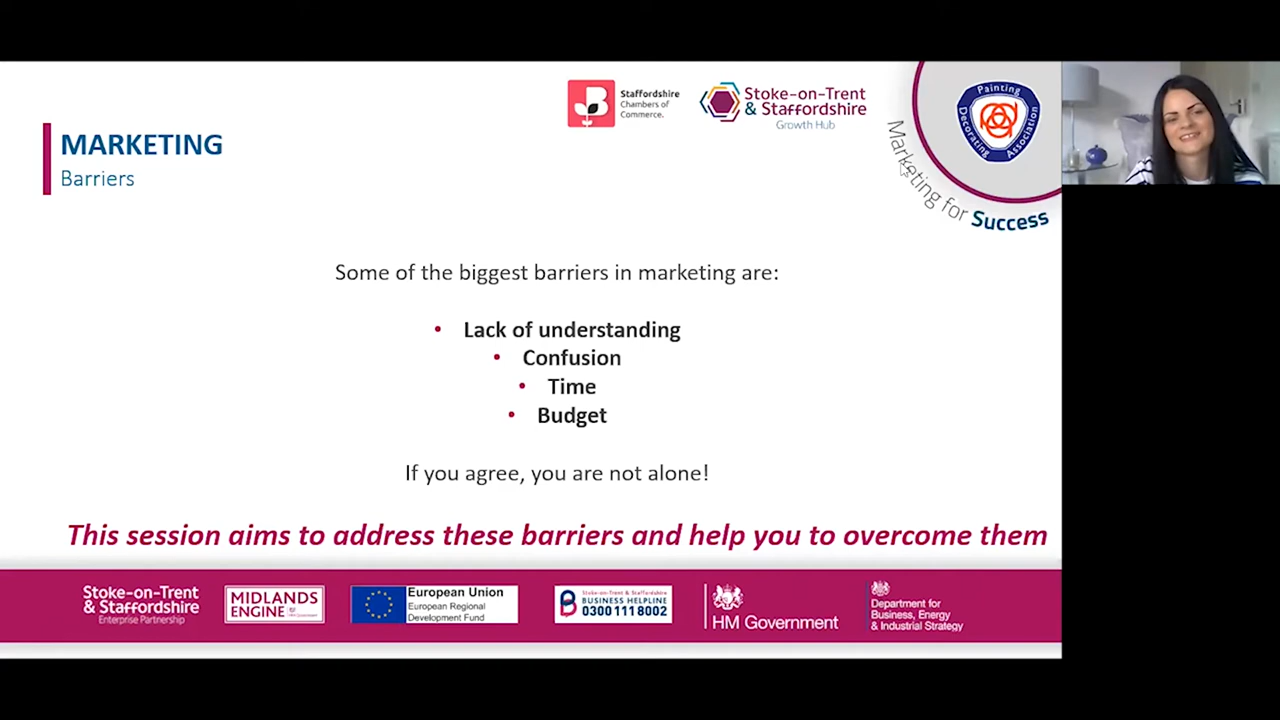 MARKETING
Barriers
Staffordshire
Chambers of
Commerce.
Stoke-on-Trent
& Staffordshire
Growth Hub
Painting
Decorating
Association
Marketing for Success
Some of the biggest barriers in marketing are:
• Lack of understanding
• Confusion
• Time
• Budget
If you agree, you are not alone!
This session aims to address these barriers and help you to overcome them
Stoke-on-Trent
& Staffordshire
Enterprise Partnership
MIDLANDS
ENGINE
European Union
European Regional
Development Fund
Stoke-on-Trent & Staffordshire
BUSINESS HELPLINE
0300 111 8002
HM Government
Department for
Business, Energy
& Industrial Strategy